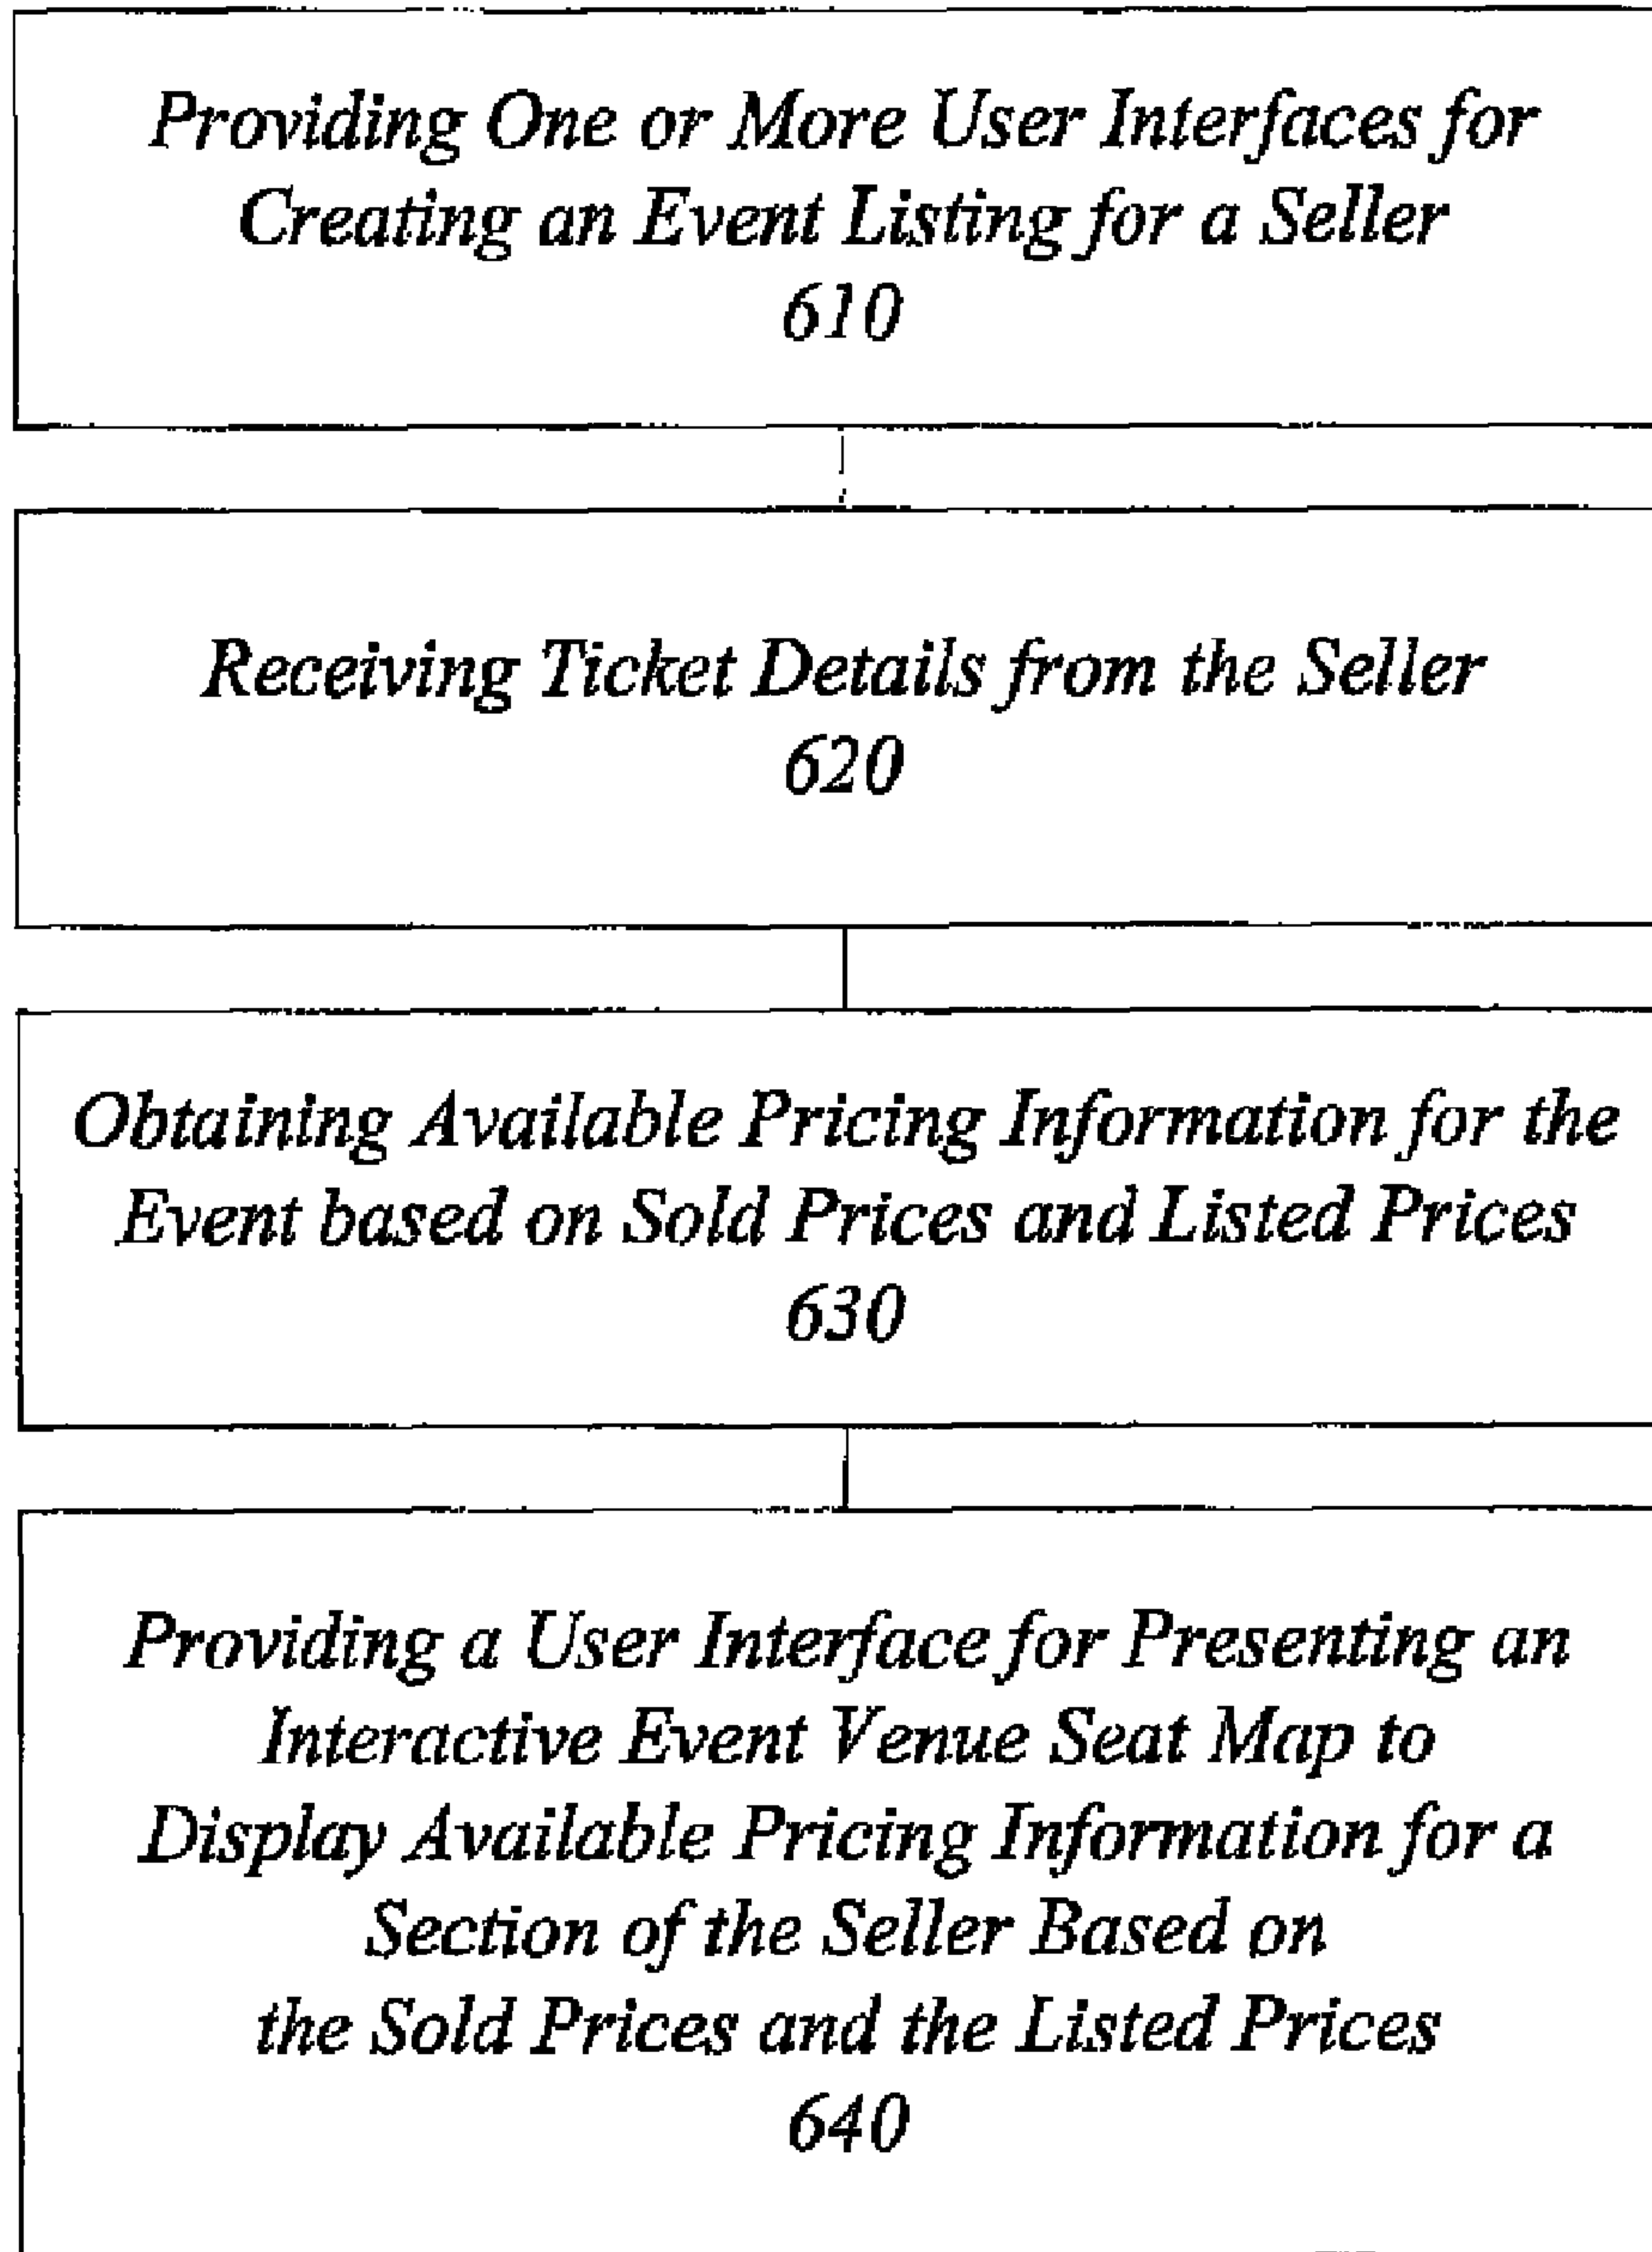 Providing One or More User Interfaces for
Creating an Event Listing for a Seller
610
Receiving Ticket Details from the Seller
620
Obtaining Available Pricing Information for the
Event based on Sold Prices and Listed Prices
630
Providing a User Interface for Presenting an
Interactive Event Venue Seat Map to
Display Available Pricing Information for a
Section of the Seller Based on
the Sold Prices and the Listed Prices
640